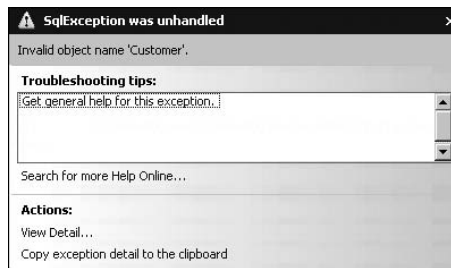 SqlException was unhandled
Invalid object name 'Customer'.
Troubleshooting tips:
Get general help for this exception.
Search for more Help Online...
Actions:
View Detail...
Copy exception detail to the clipboard